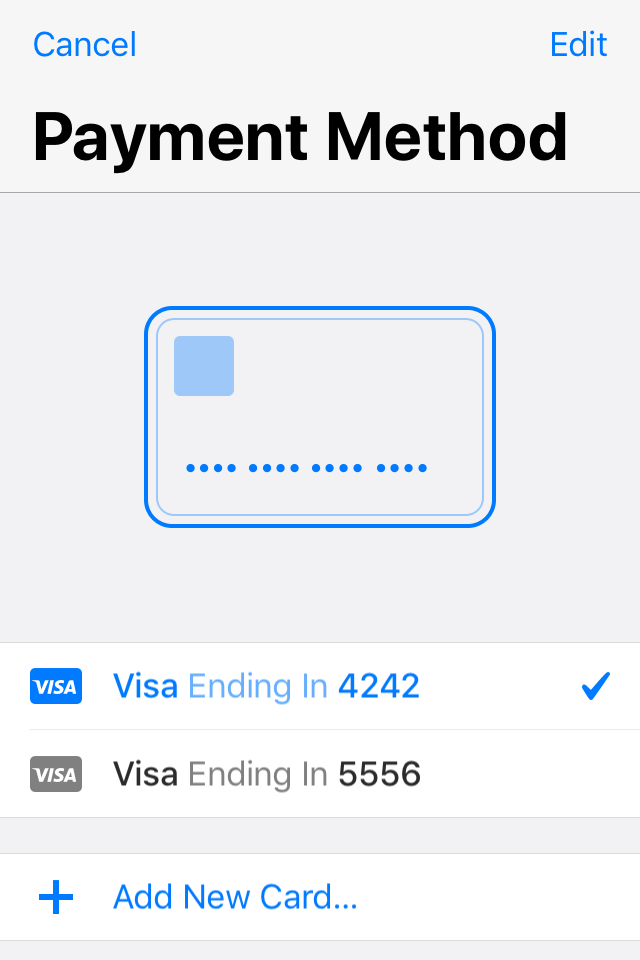 Cancel Edit
Payment Method
•••• •••• •••• ••••
VISA Visa Ending In 4242
VISA Visa Ending In 5556
Add New Card…